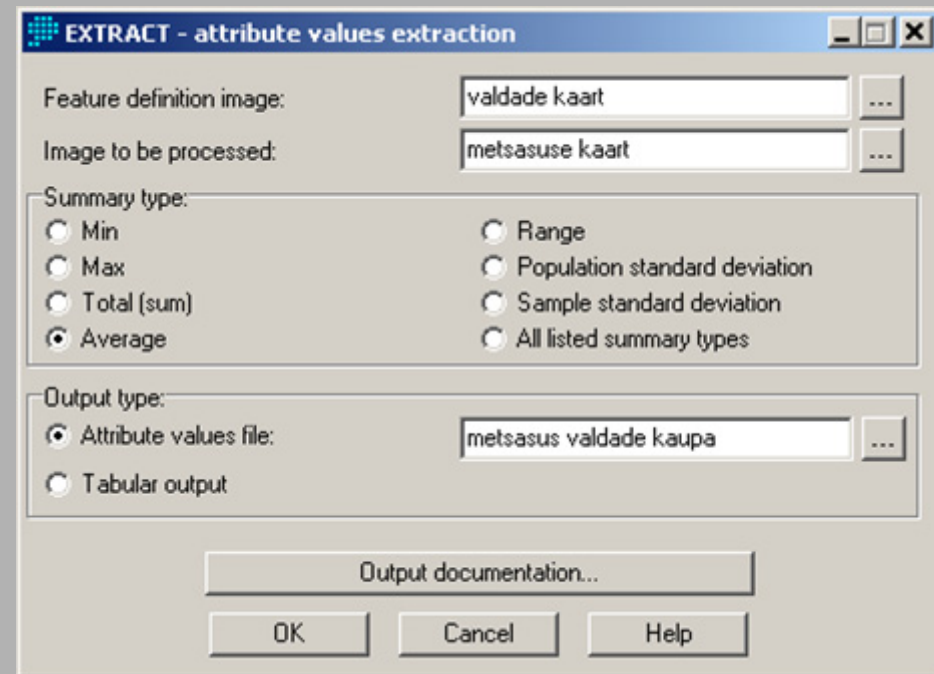 EXTRACT - attribute values extraction
Feature definition image: valdade kaart ...
Image to be processed: metsasuse kaart ...
Summary type:
Min
Max
Total (sum)
Average
Range
Population standard deviation
Sample standard deviation
All listed summary types
Output type:
Attribute values file: metsasus valdade kaupa ...
Tabular output
Output documentation...
OK Cancel Help